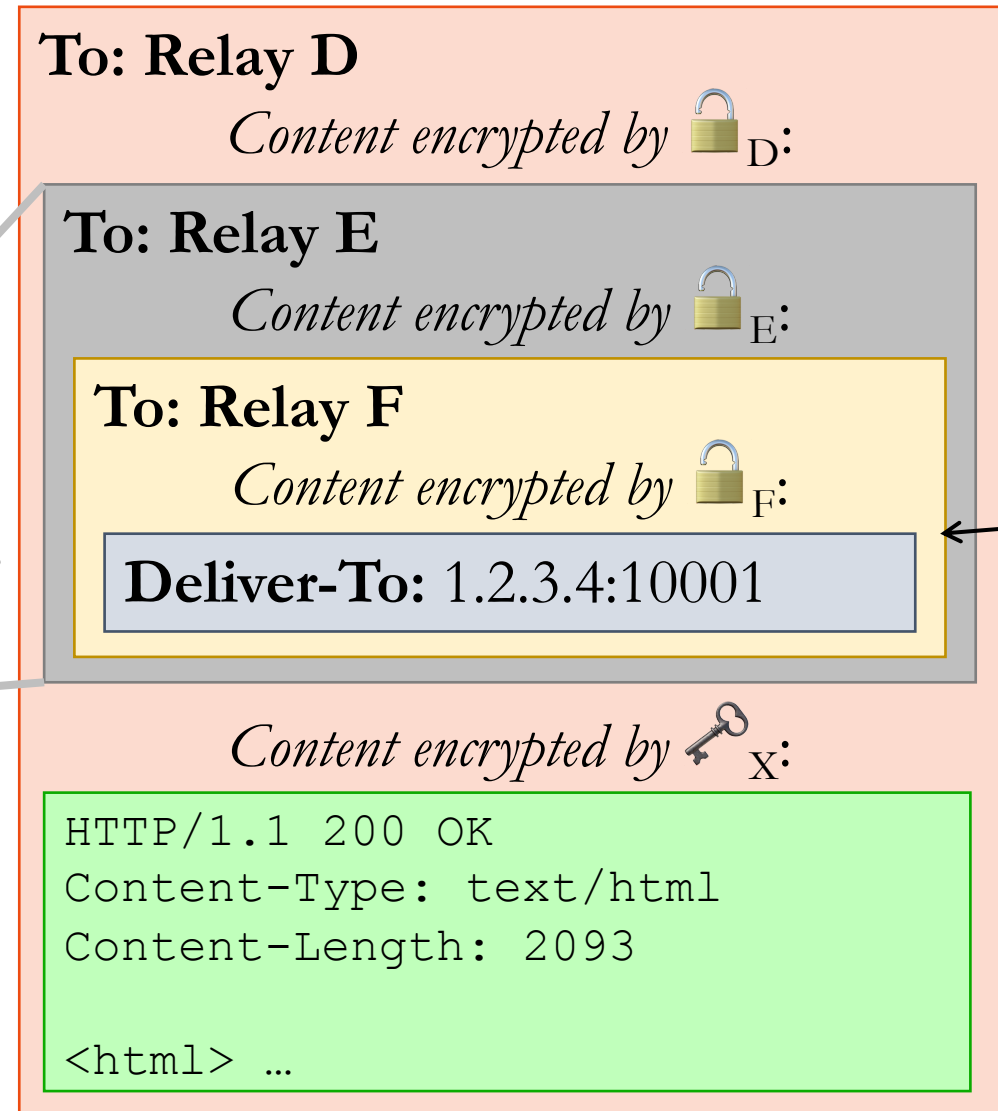 To: Relay D
Content encrypted by 🔓D:
To: Relay E
Content encrypted by 🔓E:
To: Relay F
Content encrypted by 🔓F:
Deliver-To: 1.2.3.4:10001
Content encrypted by 🗝X:
HTTP/1.1 200 OK
Content-Type: text/html
Content-Length: 2093
<html> …